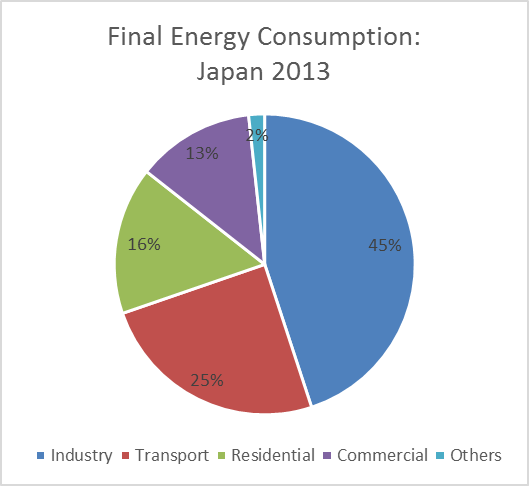 Final Energy Consumption:
Japan 2013
2%
13%
45%
16%
25%
Industry Transport Residential Commercial Others